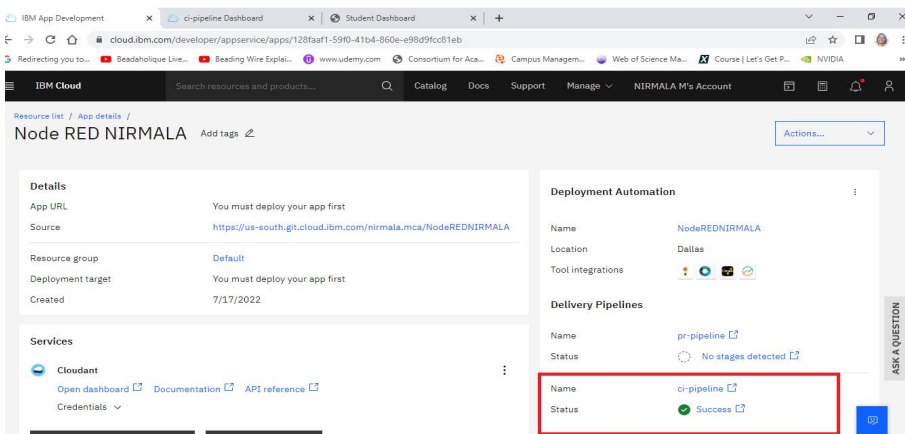 IBM App Development
ci-pipeline Dashboard
Student Dashboard
cloud.ibm.com/developer/appservice/apps/128faaf1-59f0-41b4-860e-e98d9fcc81eb
Redirecting you to... Beadaholique Live... Beading Wire Explai... www.udemy.com Consortium for Aca... Campus Managem... Web of Science Ma... Course | Let's Get P... NVIDIA
IBM Cloud Search resources and products... Catalog Docs Support Manage NIRMALA M's Account
Resource list / App details /
Node RED NIRMALA Add tags
Actions...
Details
App URL You must deploy your app first
Source https://us-south.git.cloud.ibm.com/nirmala.mca/NodeREDNIRMALA
Resource group Default
Deployment target You must deploy your app first
Created 7/17/2022
Services
Cloudant
Open dashboard Documentation API reference
Credentials
Deployment Automation
Name NodeREDNIRMALA
Location Dallas
Tool integrations
Delivery Pipelines
Name pr-pipeline
Status No stages detected
Name ci-pipeline
Status Success
ASK A QUESTION